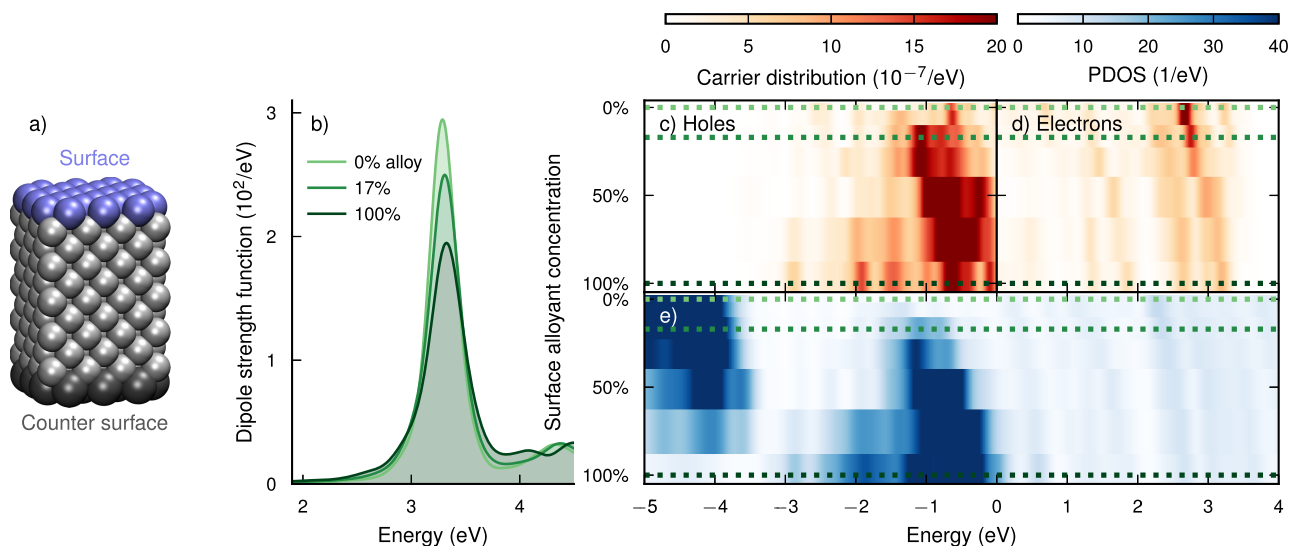 0 5 10 15 20
Carrier distribution (10⁻⁷/eV)
0 10 20 30 40
PDOS (1/eV)
a)
Surface
Counter surface
b)
Dipole strength function (10²/eV)
3
2
1
0
0% alloy
17%
100%
2 3 4
Energy (eV)
Surface alloyant concentration
0%
50%
100%
c) Holes
d) Electrons
0%
50%
100%
e)
−5 −4 −3 −2 −1 0 1 2 3 4
Energy (eV)